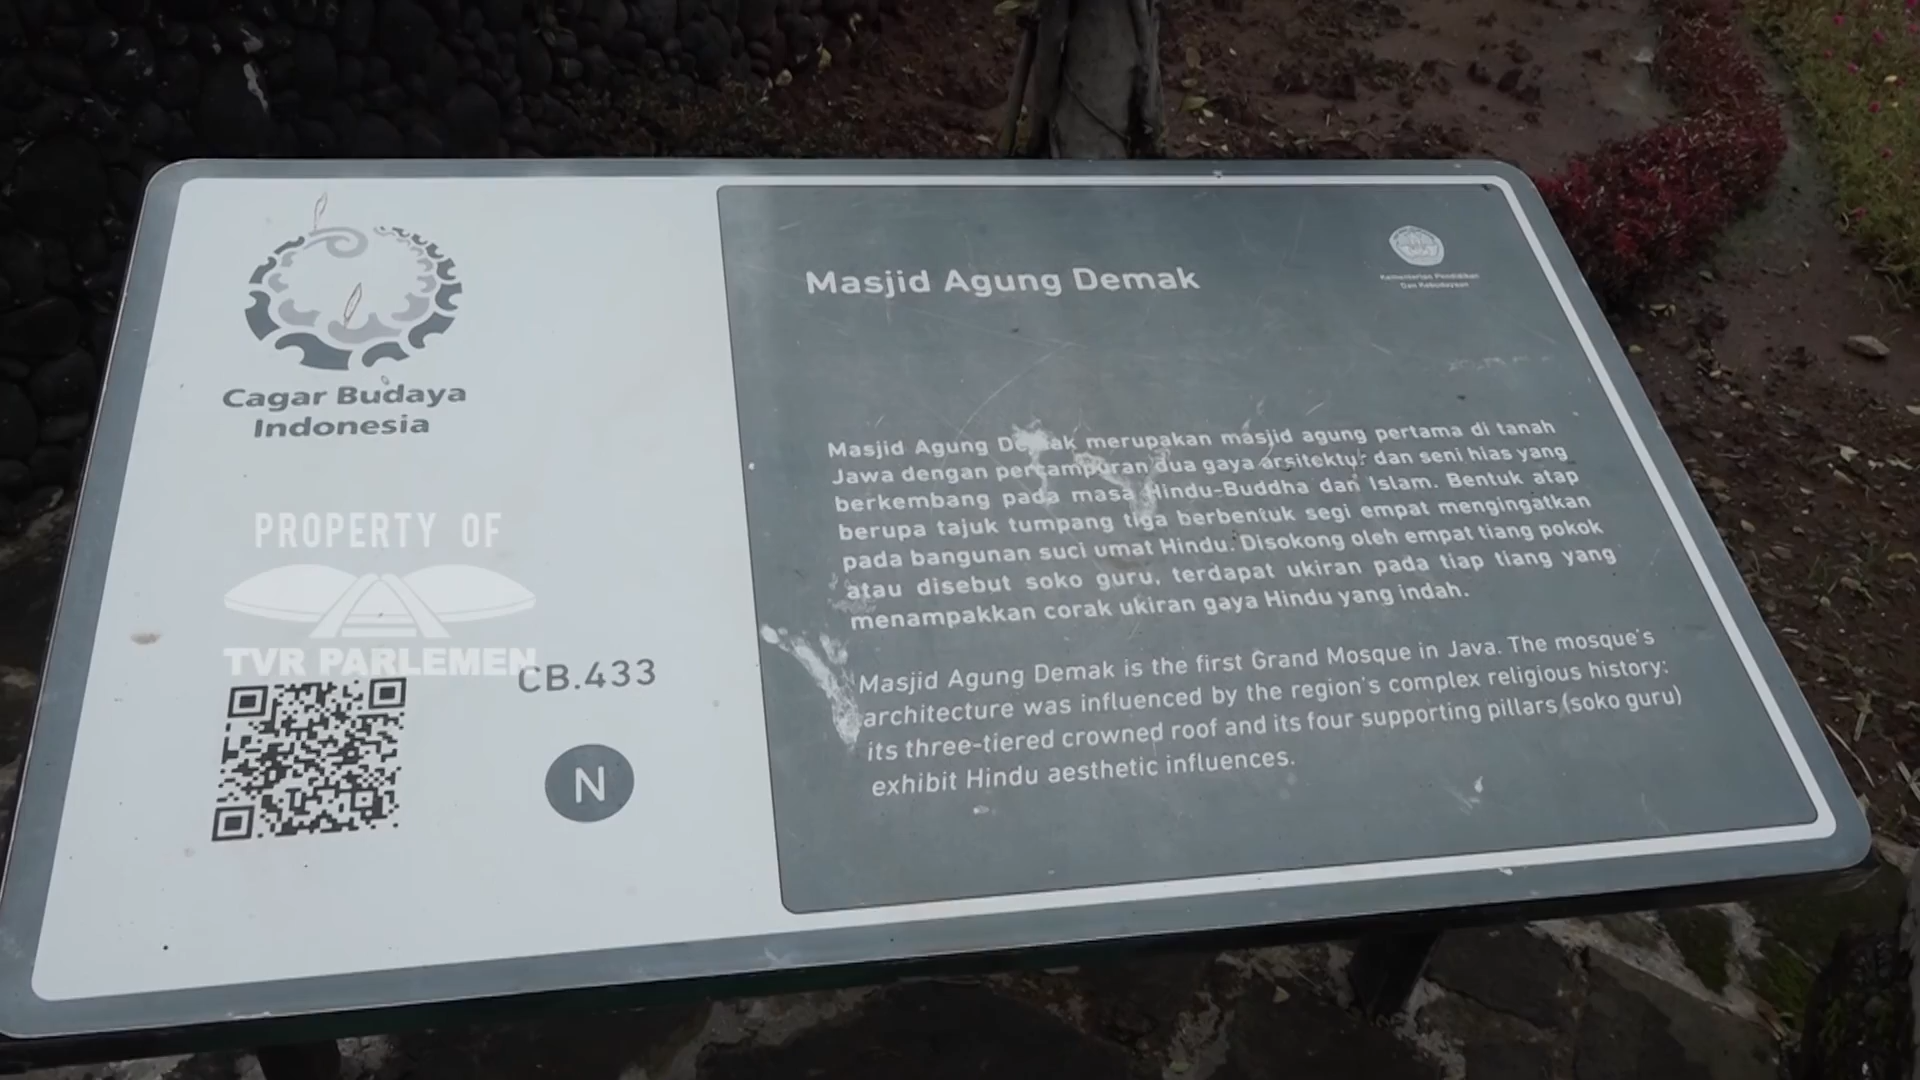 Cagar Budaya
Indonesia
PROPERTY OF
TVR PARLEMEN
CB.433
N
Masjid Agung Demak
Kementerian Pendidikan
Dan Kebudayaan
Masjid Agung Demak merupakan masjid agung pertama di tanah
Jawa dengan percampuran dua gaya arsitektur dan seni hias yang
berkembang pada masa Hindu-Buddha dan Islam. Bentuk atap
berupa tajuk tumpang tiga berbentuk segi empat mengingatkan
pada bangunan suci umat Hindu. Disokong oleh empat tiang pokok
atau disebut soko guru, terdapat ukiran pada tiap tiang yang
menampakkan corak ukiran gaya Hindu yang indah.
Masjid Agung Demak is the first Grand Mosque in Java. The mosque's
architecture was influenced by the region's complex religious history:
its three-tiered crowned roof and its four supporting pillars (soko guru)
exhibit Hindu aesthetic influences.